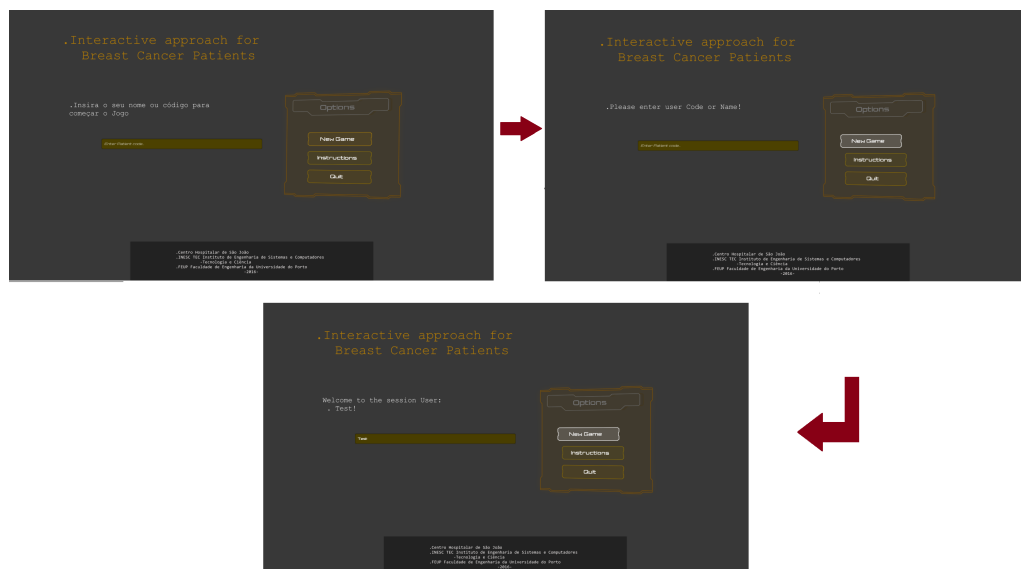 .Interactive approach for
Breast Cancer Patients
.Insira o seu nome ou código para
começar o Jogo
Enter Patient code
Options
New Game
Instructions
Quit
.Centro Hospitalar de São João
.INESC TEC Instituto de Engenharia de Sistemas e Computadores
-Tecnologia e Ciência
.FEUP Faculdade de Engenharia da Universidade do Porto
-2016-
.Interactive approach for
Breast Cancer Patients
.Please enter user Code or Name!
Enter Patient code
Options
New Game
Instructions
Quit
.Centro Hospitalar de São João
.INESC TEC Instituto de Engenharia de Sistemas e Computadores
-Tecnologia e Ciência
.FEUP Faculdade de Engenharia da Universidade do Porto
-2016-
.Interactive approach for
Breast Cancer Patients
Welcome to the session User:
. Test!
Test
Options
New Game
Instructions
Quit
.Centro Hospitalar de São João
.INESC TEC Instituto de Engenharia de Sistemas e Computadores
-Tecnologia e Ciência
.FEUP Faculdade de Engenharia da Universidade do Porto
-2016-